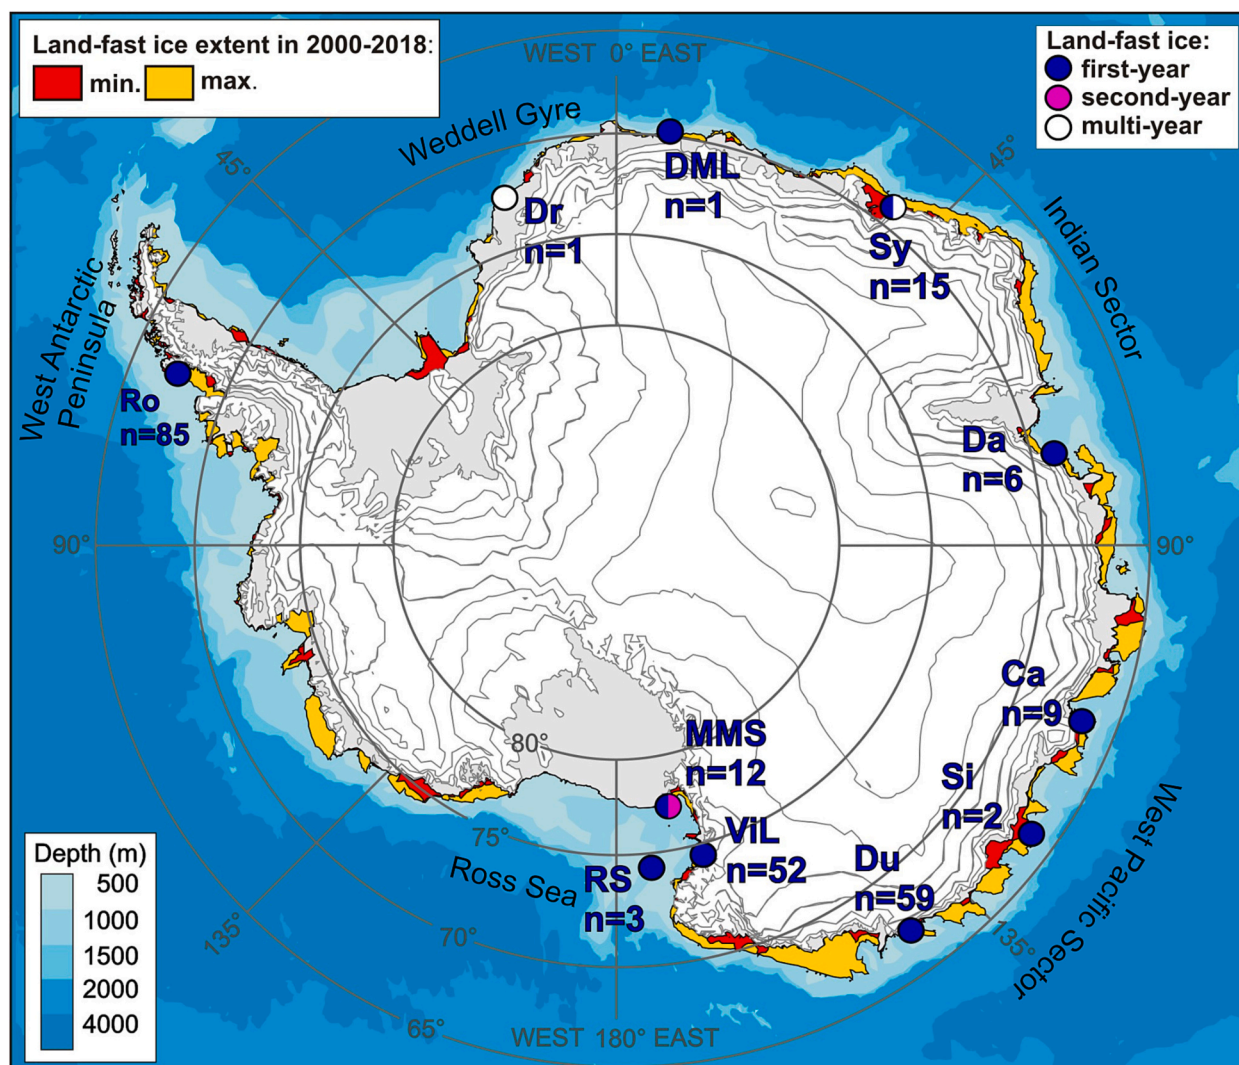 Land-fast ice extent in 2000-2018:
min. max.
Land-fast ice:
first-year
second-year
multi-year
WEST 0° EAST
Weddell Gyre
45°
45°
DML
n=1
Dr
n=1
Sy
n=15
Indian Sector
West Antarctic
Peninsula
Ro
n=85
Da
n=6
90°
90°
Ca
n=9
MMS
n=12
80°
Si
n=2
ViL
n=52
75°
Du
n=59
RS
n=3
Ross Sea
West Pacific Sector
135°
70°
135°
65°
WEST 180° EAST
Depth (m)
500
1000
1500
2000
4000